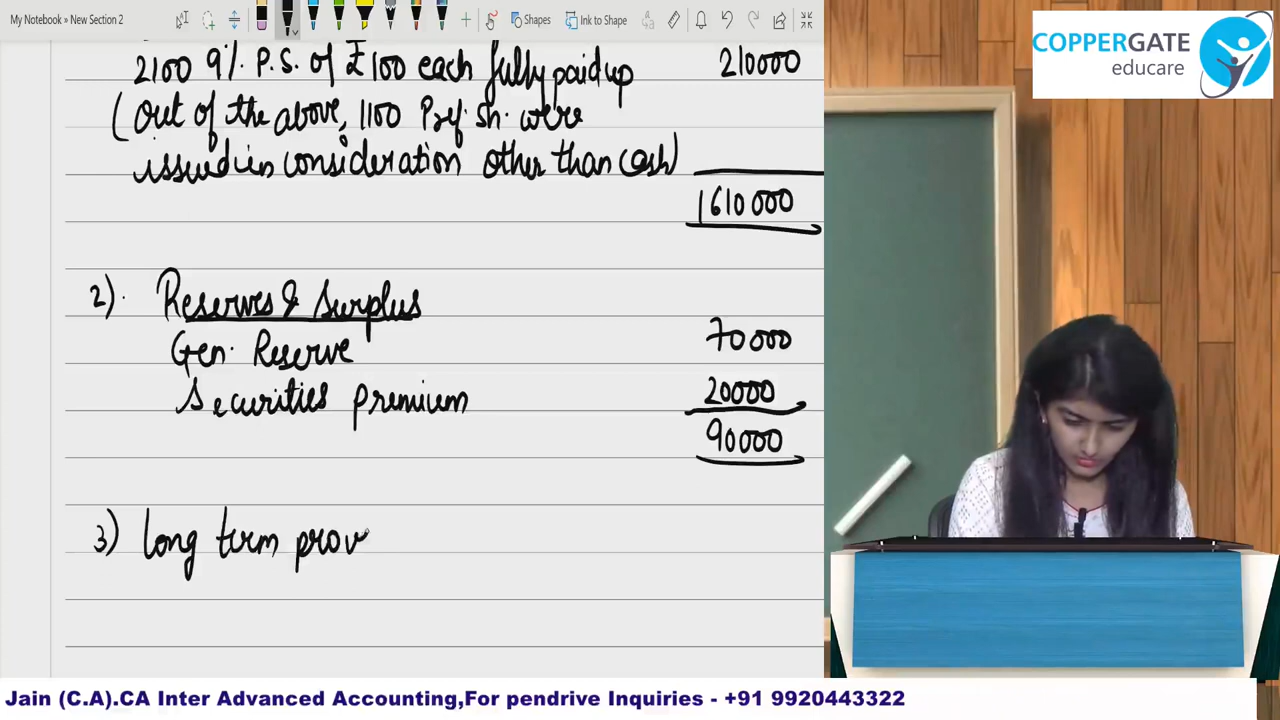 My Notebook » New Section 2
Shapes
Ink to Shape
COPPERGATE
educare
2100 9% P.S. of ₹100 each fully paid up 210000
(Out of the above, 1100 Pref. Sh. were
issued in consideration other than cash)
1610000
2). Reserves & Surplus
Gen. Reserve 70000
Securities premium 20000
90000
3) long term prov
Jain (C.A).CA Inter Advanced Accounting,For pendrive Inquiries - +91 9920443322